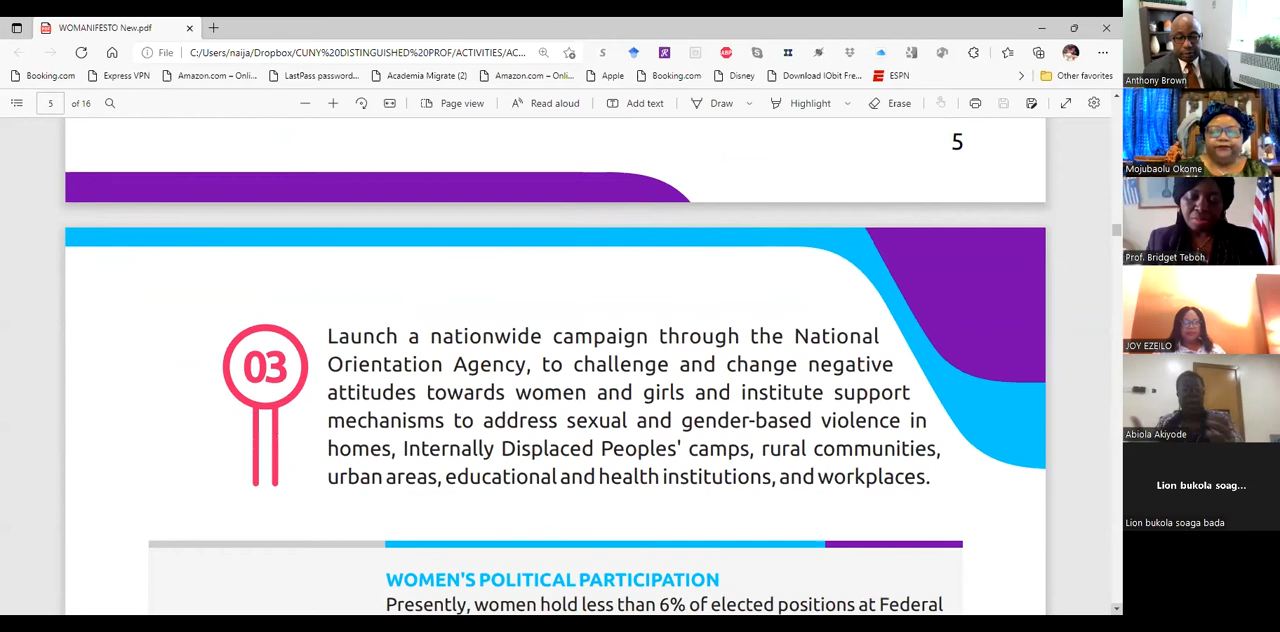 WOMANIFESTO New.pdf
File
C:/Users/naija/Dropbox/CUNY%20DISTINGUISHED%20PROF/ACTIVITIES/AC...
Booking.com
Express VPN
Amazon.com – Onli...
LastPass password...
Academia Migrate (2)
Amazon.com – Onli...
Apple
Booking.com
Disney
Download IObit Fre...
ESPN
Other favorites
5 of 16
Page view
Read aloud
Add text
Draw
Highlight
Erase
5
03
Launch a nationwide campaign through the National
Orientation Agency, to challenge and change negative
attitudes towards women and girls and institute support
mechanisms to address sexual and gender-based violence in
homes, Internally Displaced Peoples' camps, rural communities,
urban areas, educational and health institutions, and workplaces.
WOMEN'S POLITICAL PARTICIPATION
Presently, women hold less than 6% of elected positions at Federal
Anthony Brown
Mojubaolu Okome
Prof. Bridget Teboh
JOY EZEILO
Abiola Akiyode
Lion bukola soag...
Lion bukola soaga bada